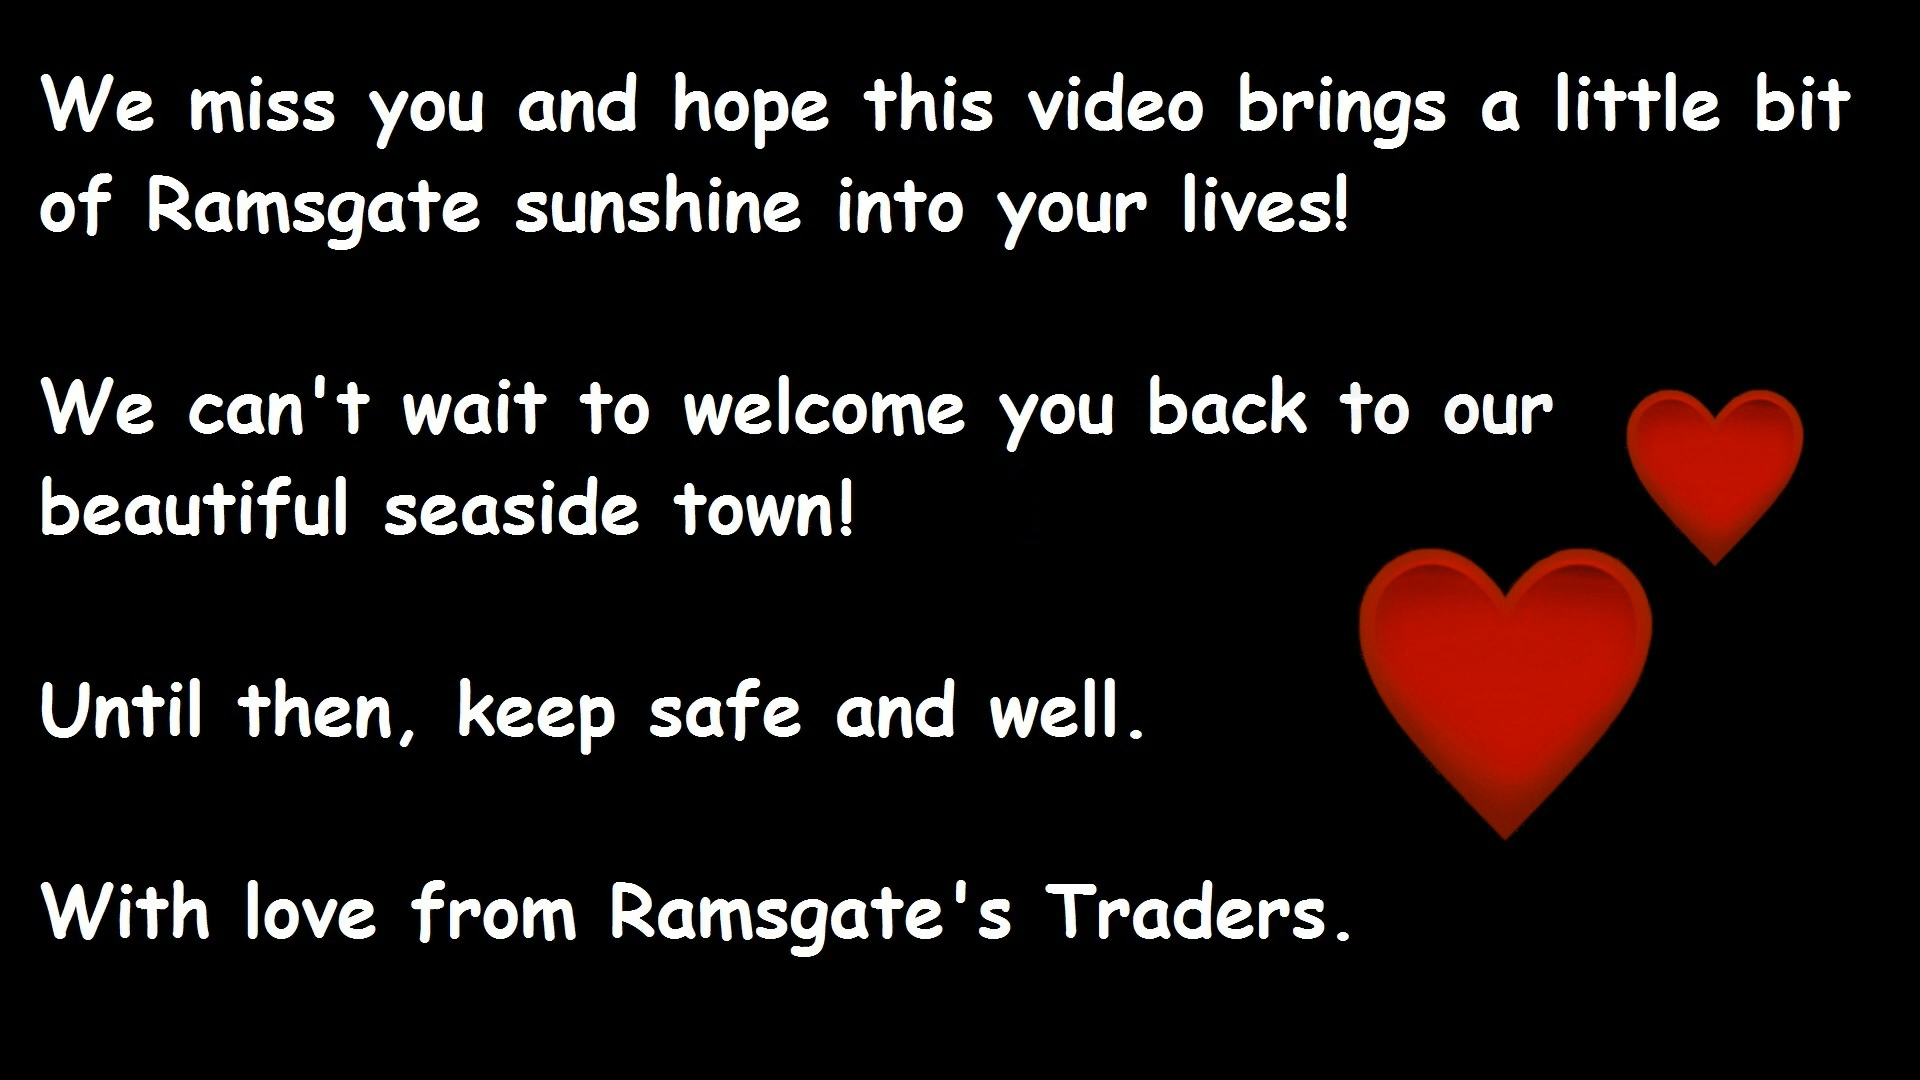 We miss you and hope this video brings a little bit
of Ramsgate sunshine into your lives!
We can't wait to welcome you back to our
beautiful seaside town!
Until then, keep safe and well.
With love from Ramsgate's Traders.